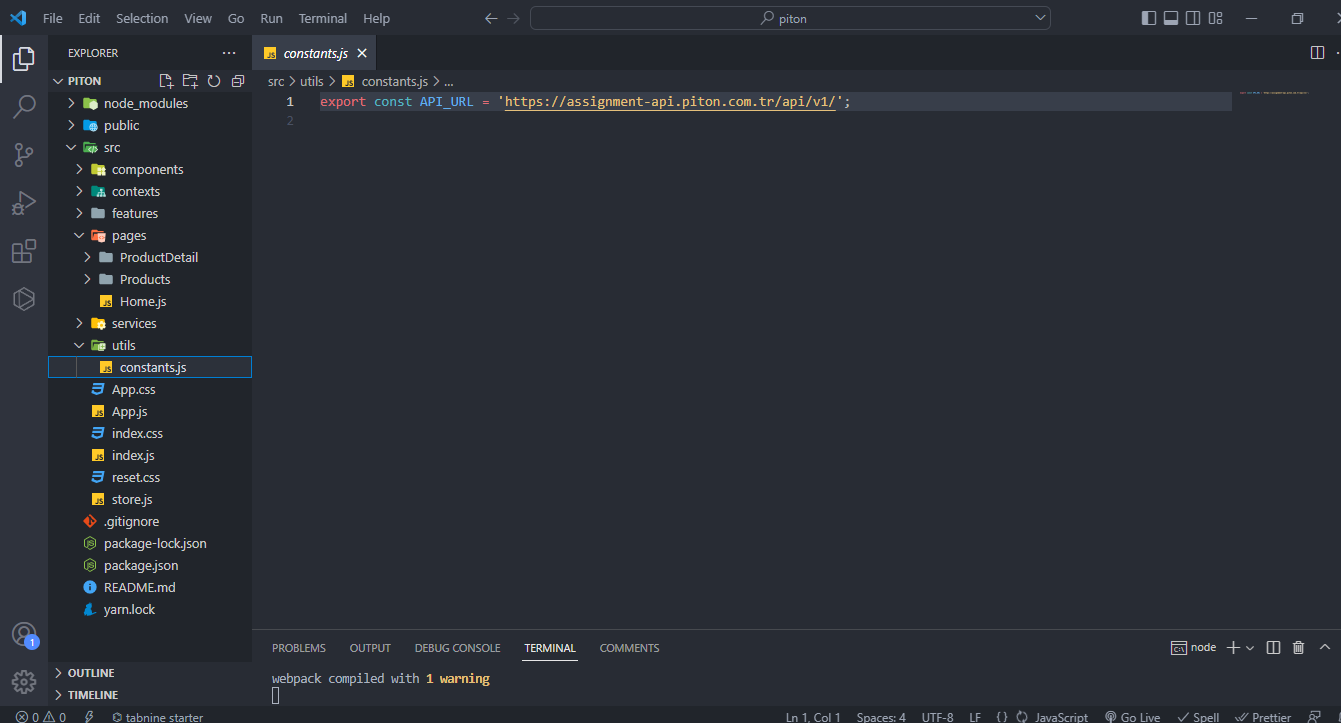 File Edit Selection View Go Run Terminal Help
piton
EXPLORER
PITON
node_modules
public
src
components
contexts
features
pages
ProductDetail
Products
Home.js
services
utils
constants.js
App.css
App.js
index.css
index.js
reset.css
store.js
.gitignore
package-lock.json
package.json
README.md
yarn.lock
OUTLINE
TIMELINE
constants.js
src > utils > constants.js > ...
1 export const API_URL = 'https://assignment-api.piton.com.tr/api/v1/';
2
PROBLEMS OUTPUT DEBUG CONSOLE TERMINAL COMMENTS
node
webpack compiled with 1 warning
1
0 0 tabnine starter Ln 1, Col 1 Spaces: 4 UTF-8 LF {} JavaScript Go Live Spell Prettier